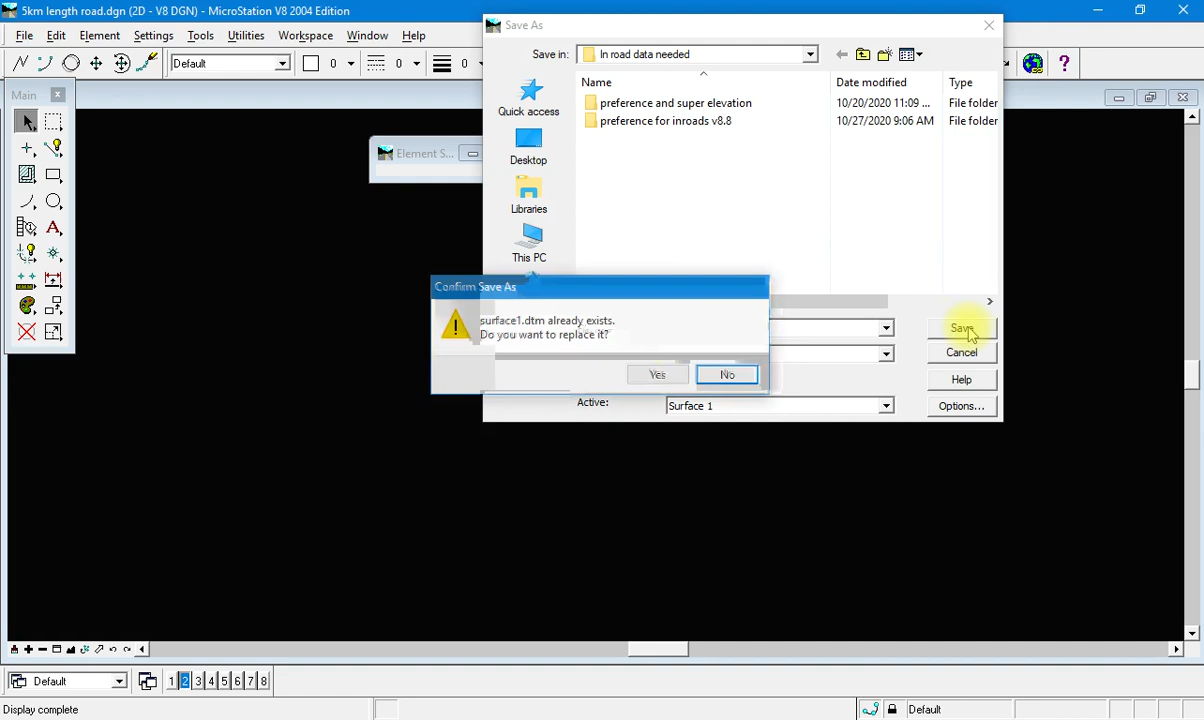 5km length road.dgn (2D - V8 DGN) - MicroStation V8 2004 Edition
File Edit Element Settings Tools Utilities Workspace Window Help
Default 0 0 0
Main
Element S...
Save As
Save in: In road data needed
Name Date modified Type
preference and super elevation 10/20/2020 11:09 ... File folder
preference for inroads v8.8 10/27/2020 9:06 AM File folder
Quick access
Desktop
Libraries
This PC
Save
Cancel
Help
Active: Surface 1 Options...
Confirm Save As
surface1.dtm already exists.
Do you want to replace it?
Yes No
Default 1 2 3 4 5 6 7 8
Display complete Default